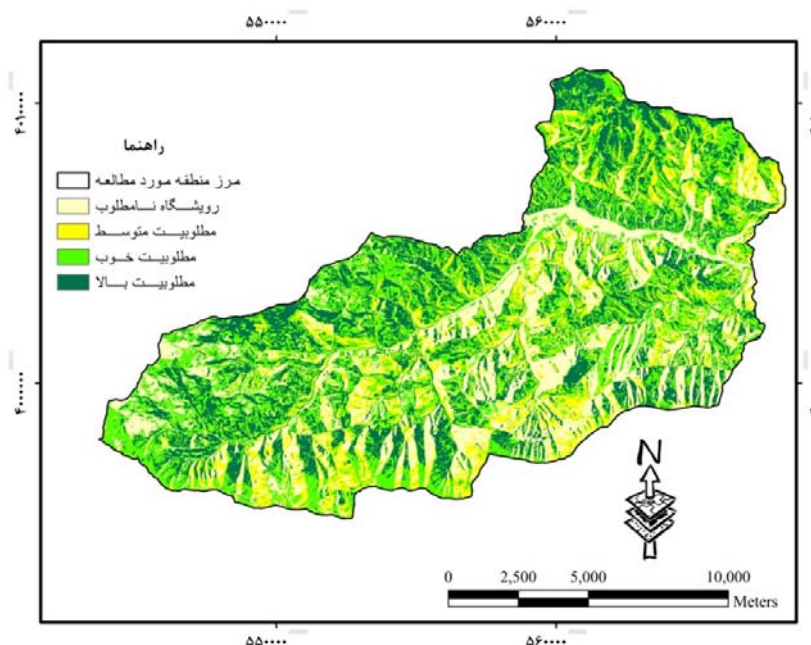 ۵۵۰۰۰۰ ۵۶۰۰۰۰
۴۰۱۰۰۰۰
راهنما
مرز منطقه مورد مطالعه
رویشگاه نامطلوب
مطلوبیت متوسط
مطلوبیت خوب
مطلوبیت بالا
۴۰۰۰۰۰۰
N
0 2,500 5,000 10,000
Meters
۵۵۰۰۰۰ ۵۶۰۰۰۰